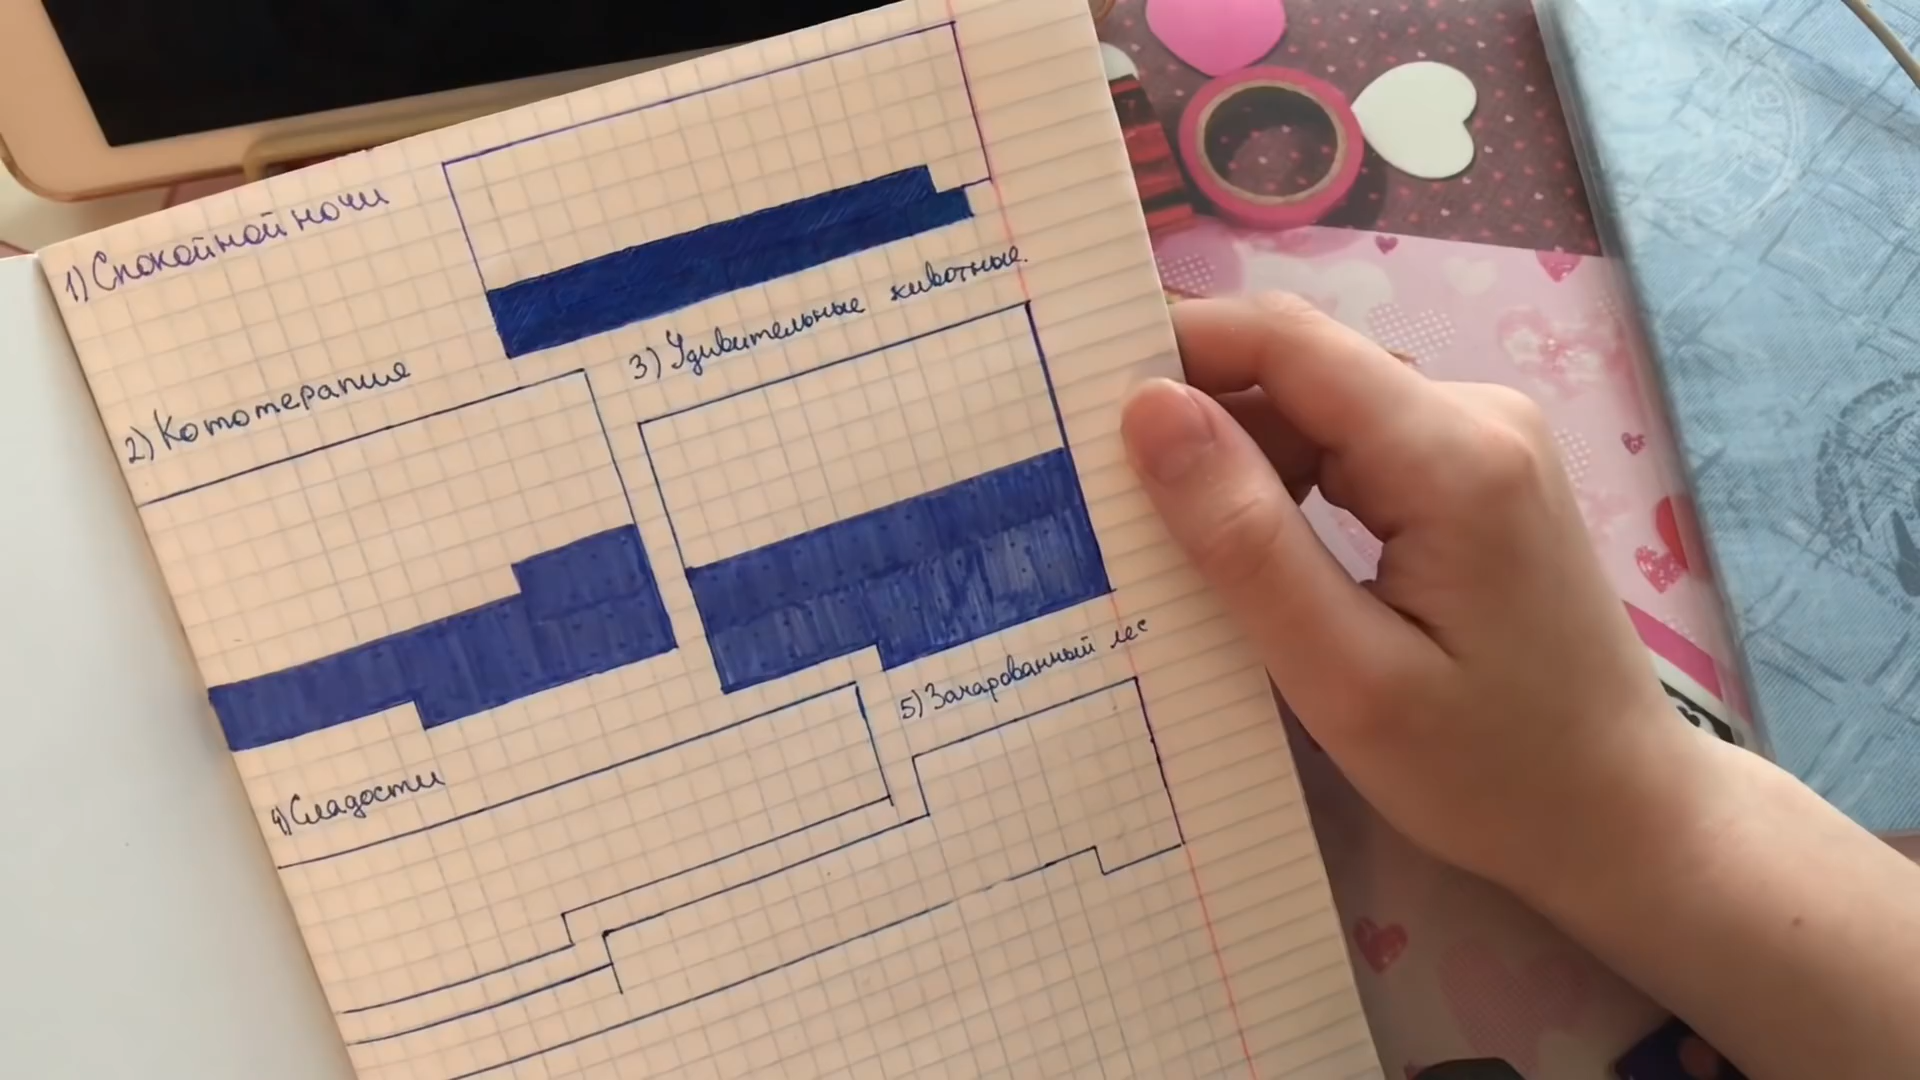 1) Спокойной ночи
2) Кототерапия
3) Удивительные животные.
4) Сладости
5) Зачарованный лес